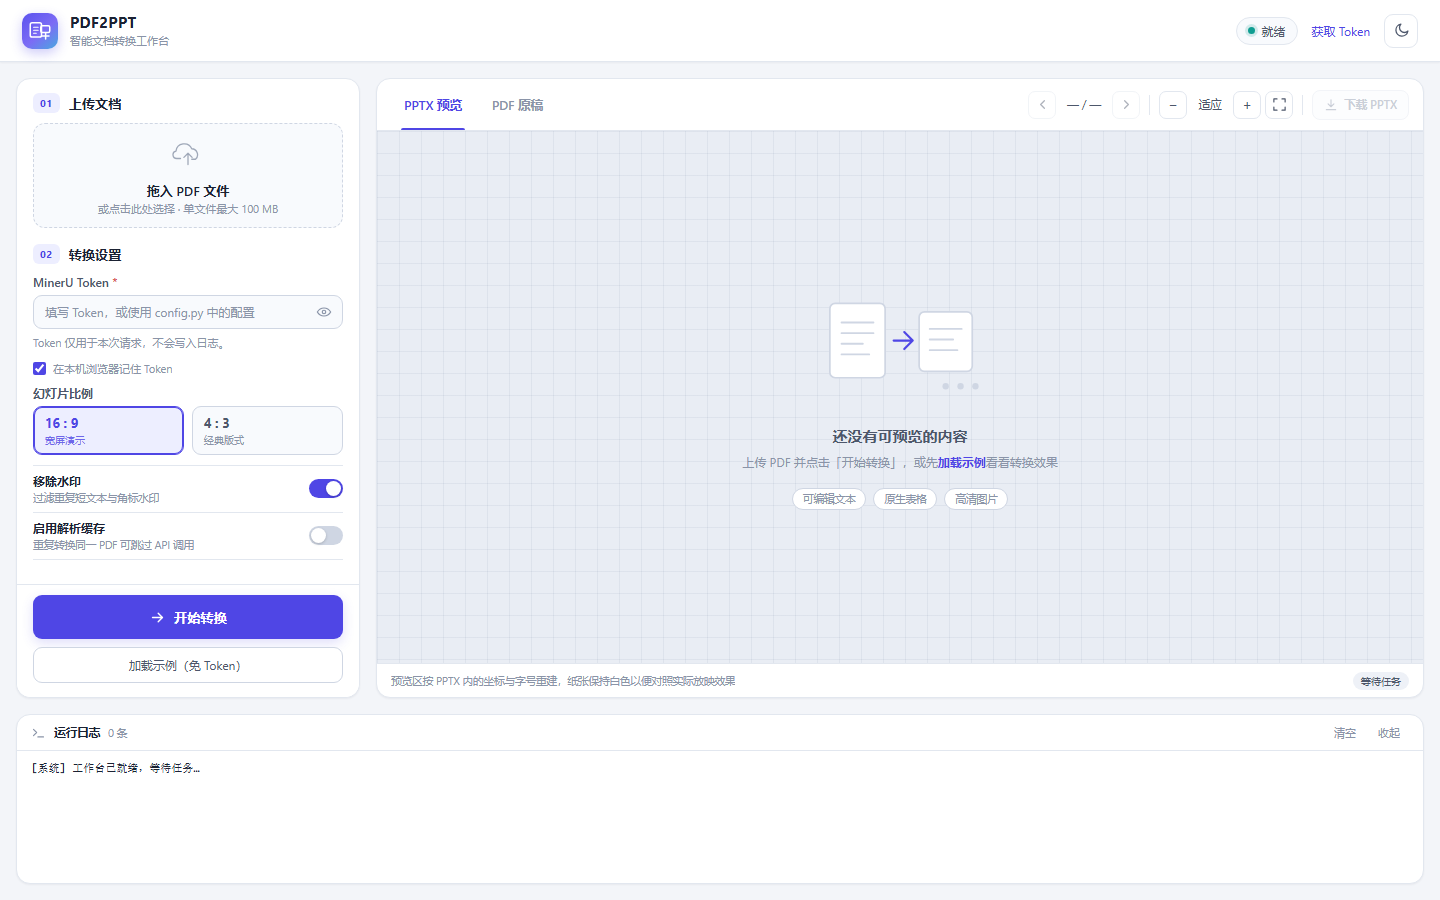 PDF2PPT
智能文档转换工作台
就绪
获取 Token
01 上传文档
拖入 PDF 文件
或点击此处选择 · 单文件最大 100 MB
02 转换设置
MinerU Token *
填写 Token，或使用 config.py 中的配置
Token 仅用于本次请求，不会写入日志。
在本机浏览器记住 Token
幻灯片比例
16 : 9
宽屏演示
4 : 3
经典版式
移除水印
过滤重复短文本与角标水印
启用解析缓存
重复转换同一 PDF 可跳过 API 调用
开始转换
加载示例（免 Token）
PPTX 预览
PDF 原稿
— / —
− 适应 +
下载 PPTX
还没有可预览的内容
上传 PDF 并点击「开始转换」，或先加载示例看看转换效果
可编辑文本
原生表格
高清图片
预览区按 PPTX 内的坐标与字号重建，纸张保持白色以便对照实际放映效果
等待任务
运行日志 0 条
清空
收起
[系统] 工作台已就绪，等待任务…